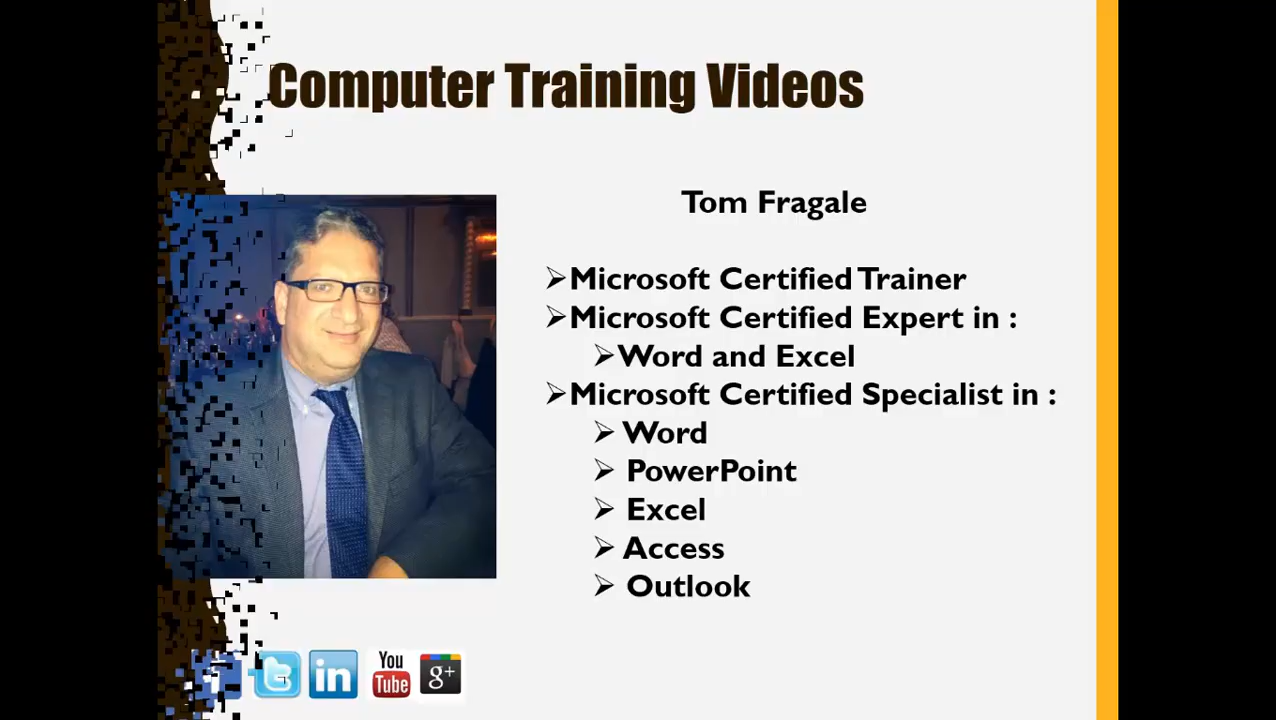 Computer Training Videos
Tom Fragale
Microsoft Certified Trainer
Microsoft Certified Expert in :
Word and Excel
Microsoft Certified Specialist in :
Word
PowerPoint
Excel
Access
Outlook
f t in You Tube g+